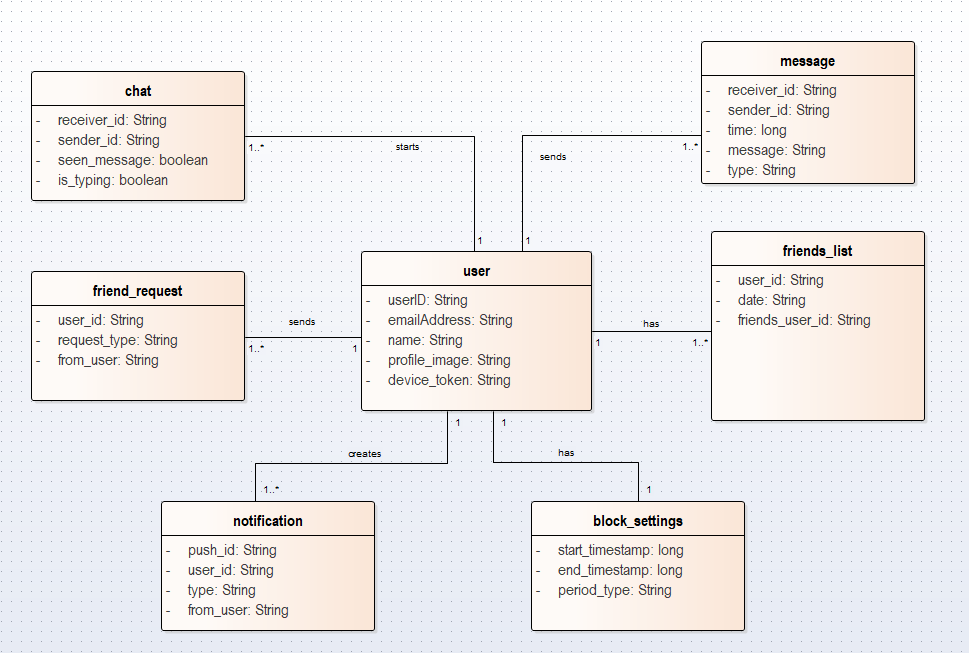 chat
- receiver_id: String
- sender_id: String
- seen_message: boolean
- is_typing: boolean
1..*
starts
1
message
- receiver_id: String
- sender_id: String
- time: long
- message: String
- type: String
1..*
sends
1
friend_request
- user_id: String
- request_type: String
- from_user: String
1..*
sends
1
user
- userID: String
- emailAddress: String
- name: String
- profile_image: String
- device_token: String
1
has
1..*
friends_list
- user_id: String
- date: String
- friends_user_id: String
1
creates
1..*
1
has
1
notification
- push_id: String
- user_id: String
- type: String
- from_user: String
block_settings
- start_timestamp: long
- end_timestamp: long
- period_type: String